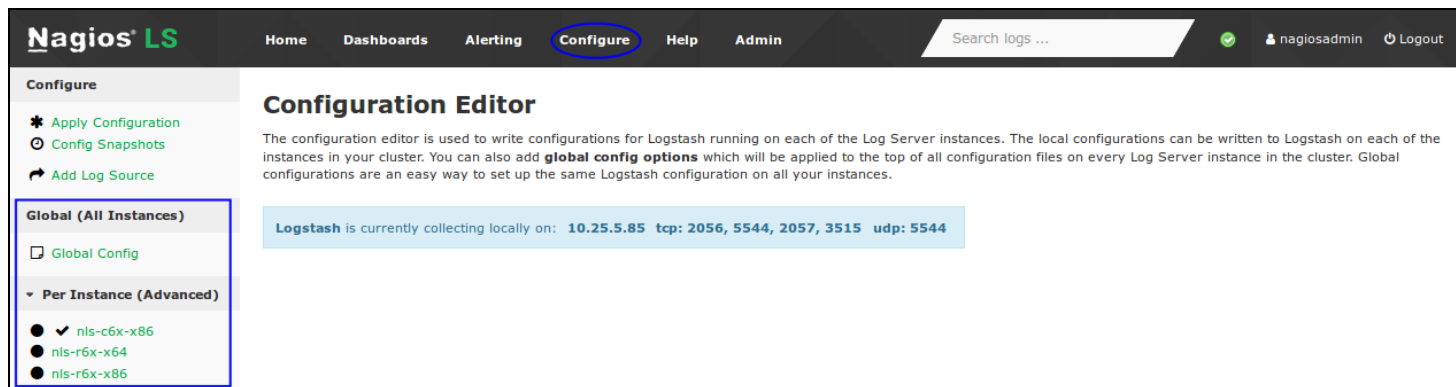 Nagios® LS
Home Dashboards Alerting Configure Help Admin
Search logs ...
nagiosadmin Logout
Configure
Apply Configuration
Config Snapshots
Add Log Source
Global (All Instances)
Global Config
Per Instance (Advanced)
nls-c6x-x86
nls-r6x-x64
nls-r6x-x86
Configuration Editor
The configuration editor is used to write configurations for Logstash running on each of the Log Server instances. The local configurations can be written to Logstash on each of the
instances in your cluster. You can also add global config options which will be applied to the top of all configuration files on every Log Server instance in the cluster. Global
configurations are an easy way to set up the same Logstash configuration on all your instances.
Logstash is currently collecting locally on: 10.25.5.85 tcp: 2056, 5544, 2057, 3515 udp: 5544